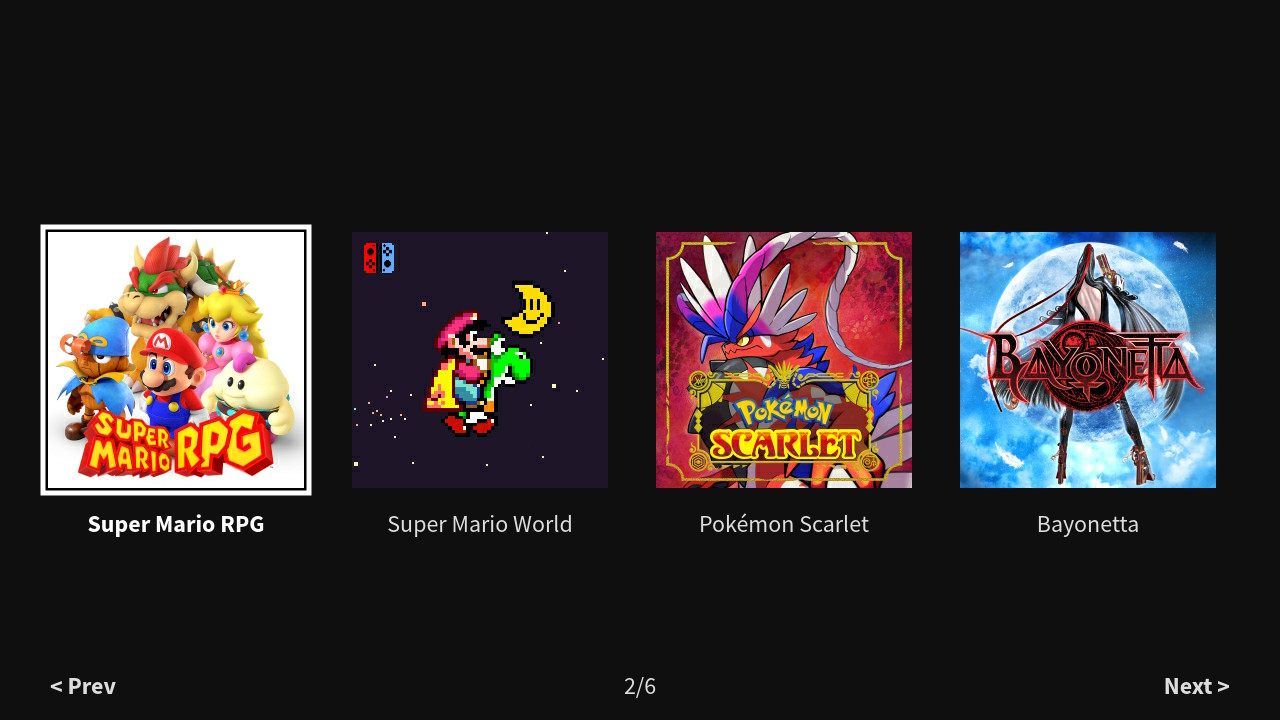 SUPER
MARIO RPG
POKéMON
SCARLET
BAYONETTA
Super Mario RPG
Super Mario World
Pokémon Scarlet
Bayonetta
< Prev
2/6
Next >